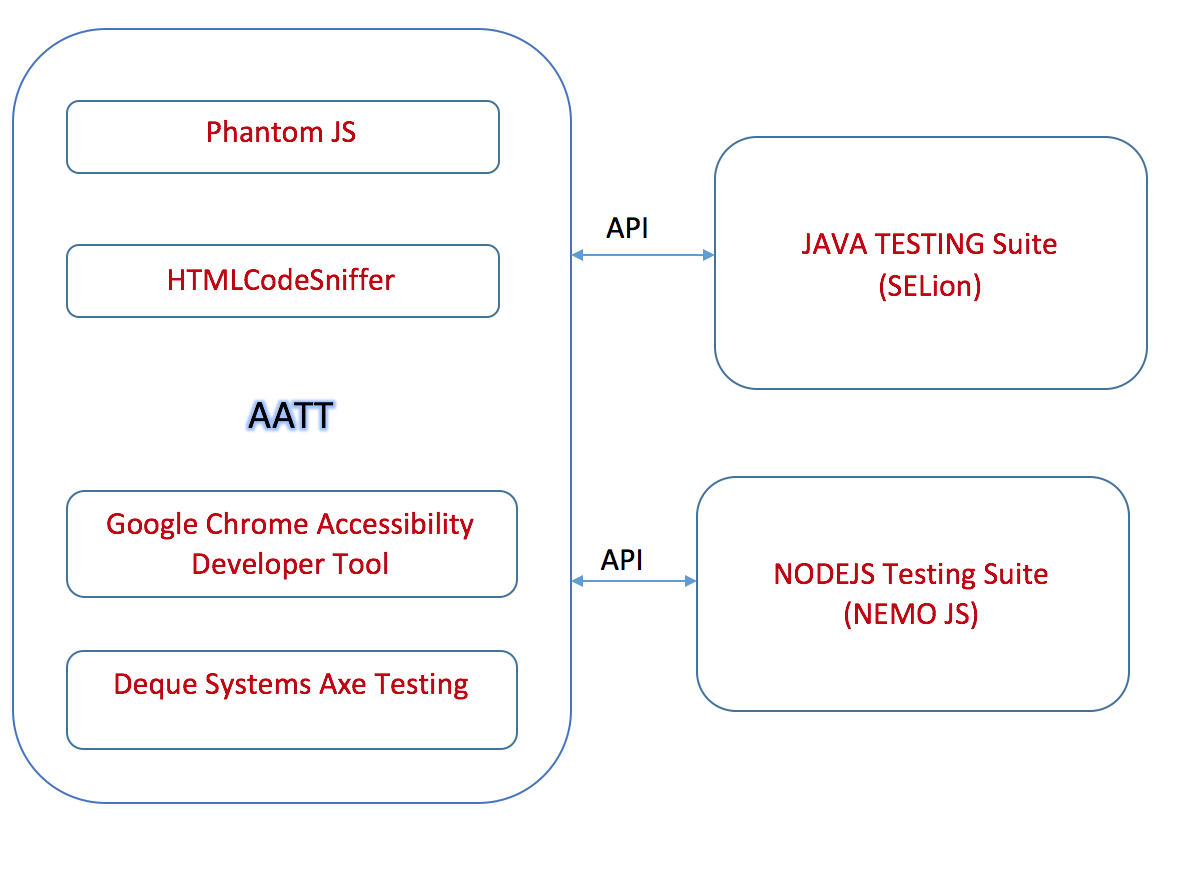 Phantom JS
HTMLCodeSniffer
AATT
Google Chrome Accessibility
Developer Tool
Deque Systems Axe Testing
API
JAVA TESTING Suite
(SELion)
API
NODEJS Testing Suite
(NEMO JS)